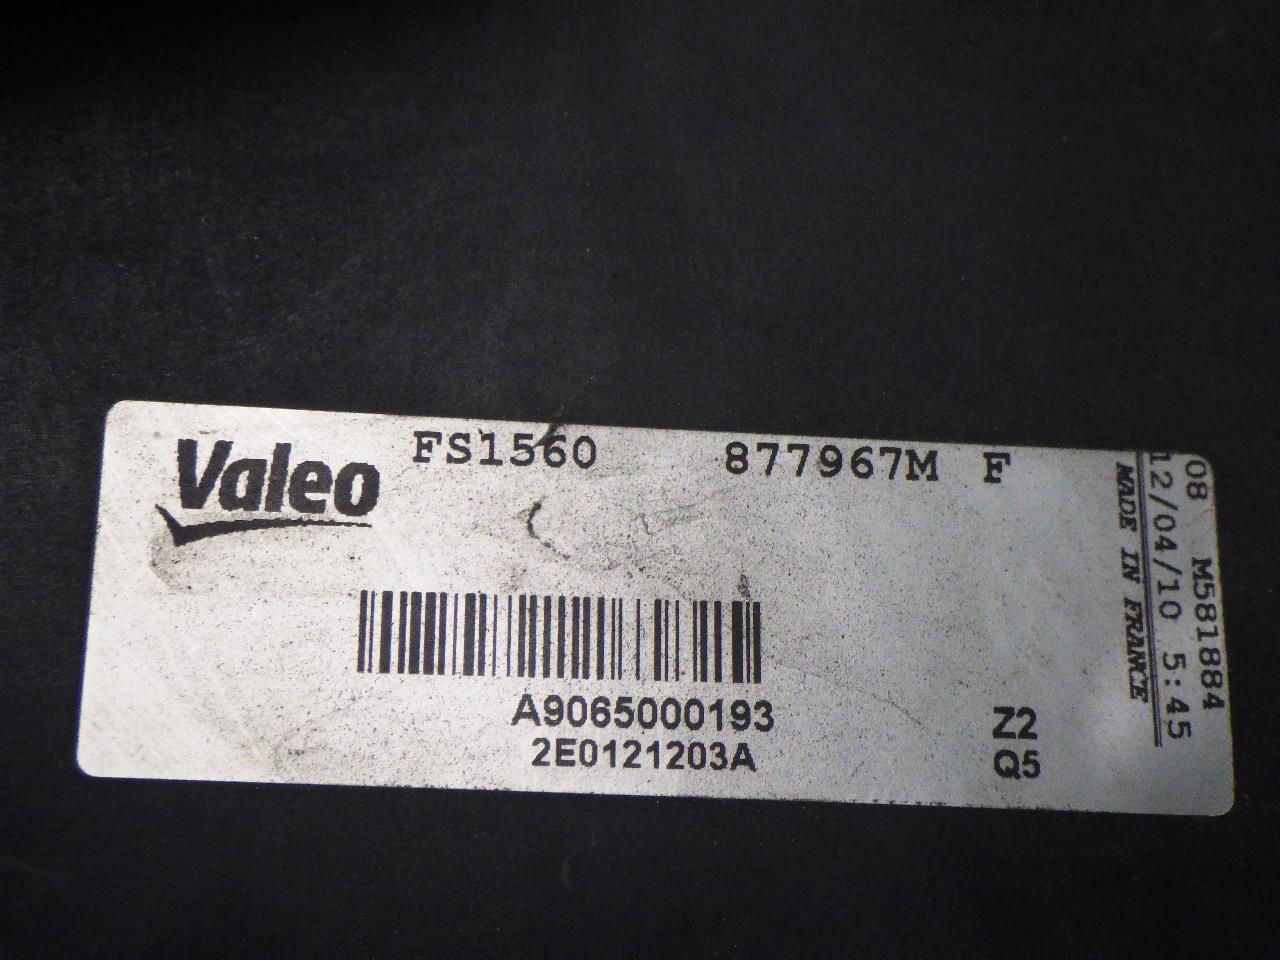 Valeo FS1560 877967M F
A9065000193 Z2
2E0121203A Q5
08 M581884
12/04/10 5:45
MADE IN FRANCE